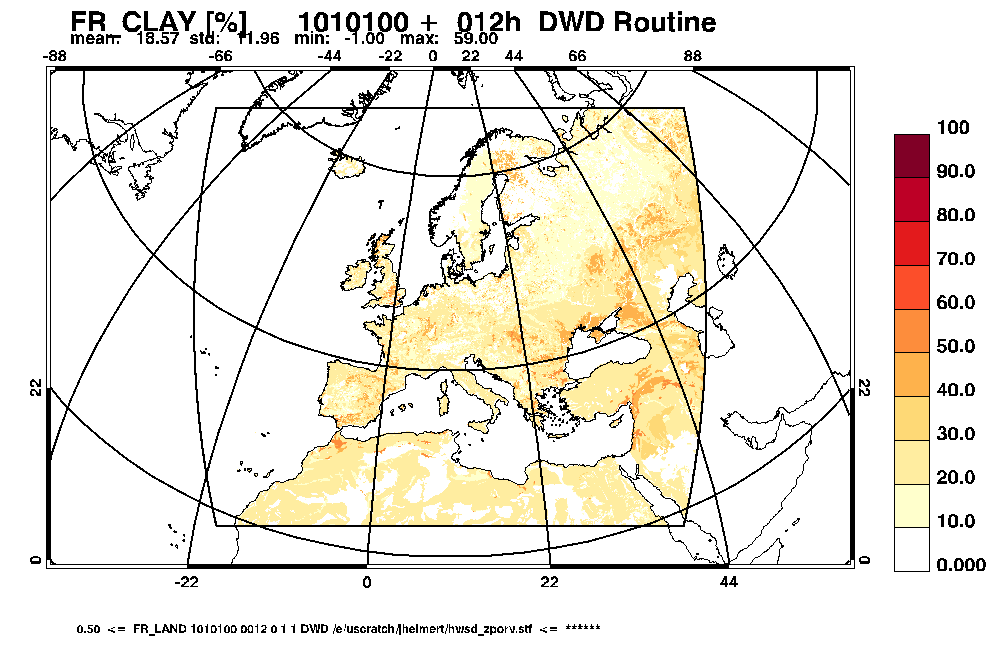 FR_CLAY [%] 1010100 + 012h DWD Routine
mean: 18.57 std: 11.96 min: -1.00 max: 59.00
-88 -66 -44 -22 0 22 44 66 88
100
90.0
80.0
70.0
60.0
50.0
22 22
40.0
30.0
20.0
10.0
0 0
0.000
-22 0 22 44
0.50 <= FR_LAND 1010100 0012 0 1 1 DWD /e/uscratch/jhelmert/hwsd_zporv.stf <= ******